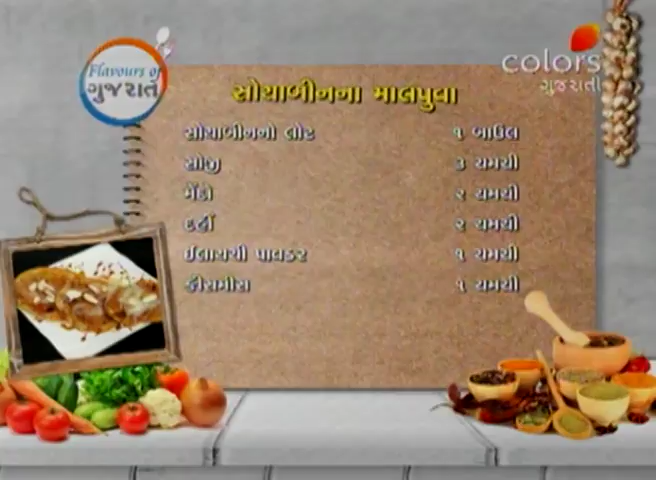 Flavours of
ગુજરાત
colors
ગુજરાતી
સોયાબીનના માલપુવા
સોયાબીનનો લોટ ૧ બાઉલ
સોજી ૩ ચમચી
મેંદો ૨ ચમચી
દહીં ૨ ચમચી
ઈલાયચી પાવડર ૧ ચમચી
કીસમીસ ૧ ચમચી